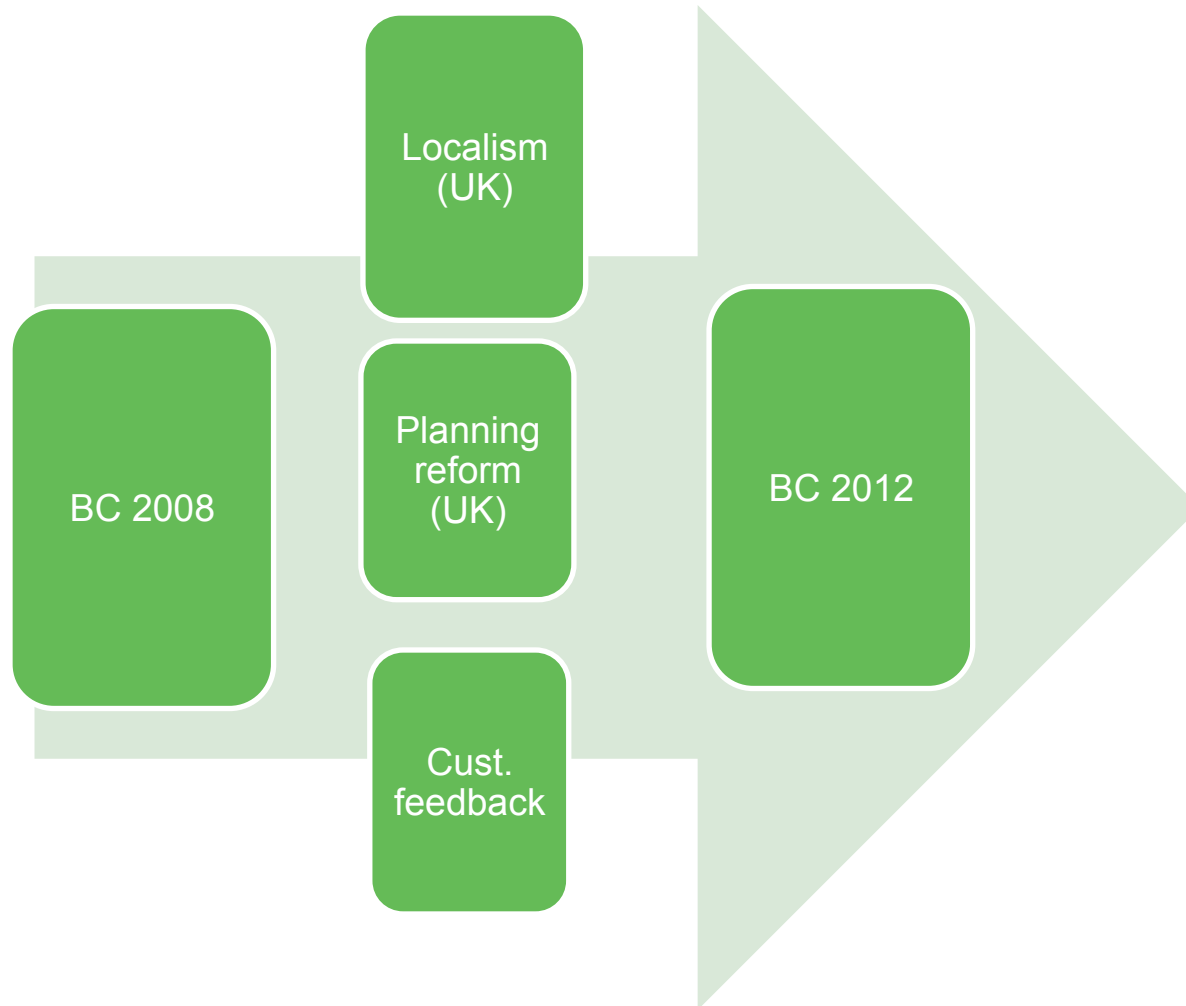 BC 2008
Localism
(UK)
Planning
reform
(UK)
Cust.
feedback
BC 2012